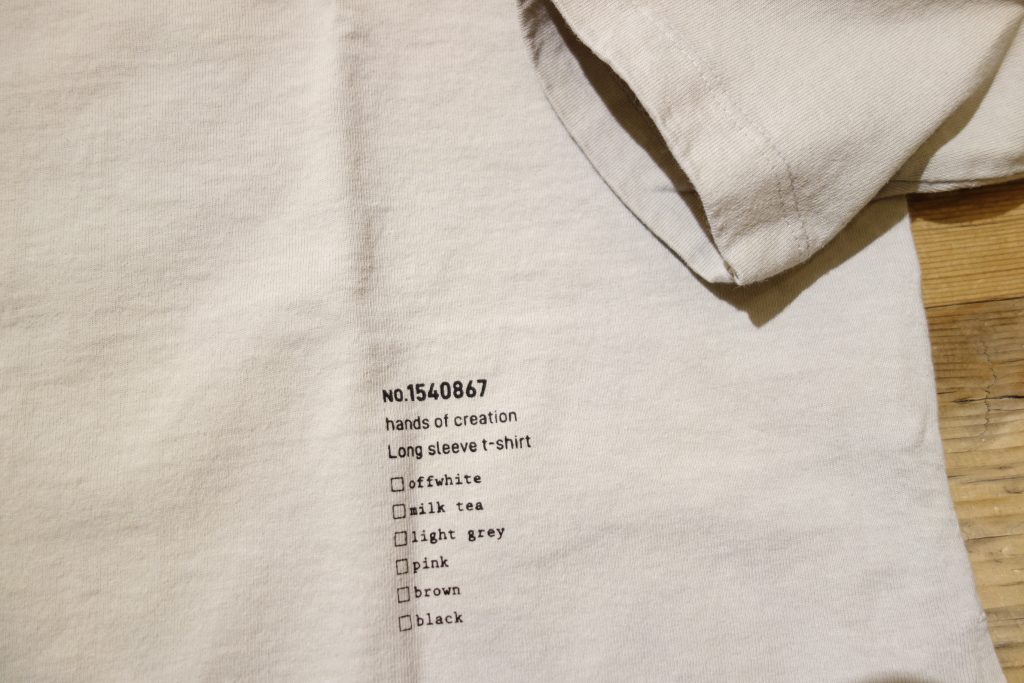 NO.1540867
hands of creation
Long sleeve t-shirt
☐ offwhite
☐ milk tea
☐ light grey
☐ pink
☐ brown
☐ black